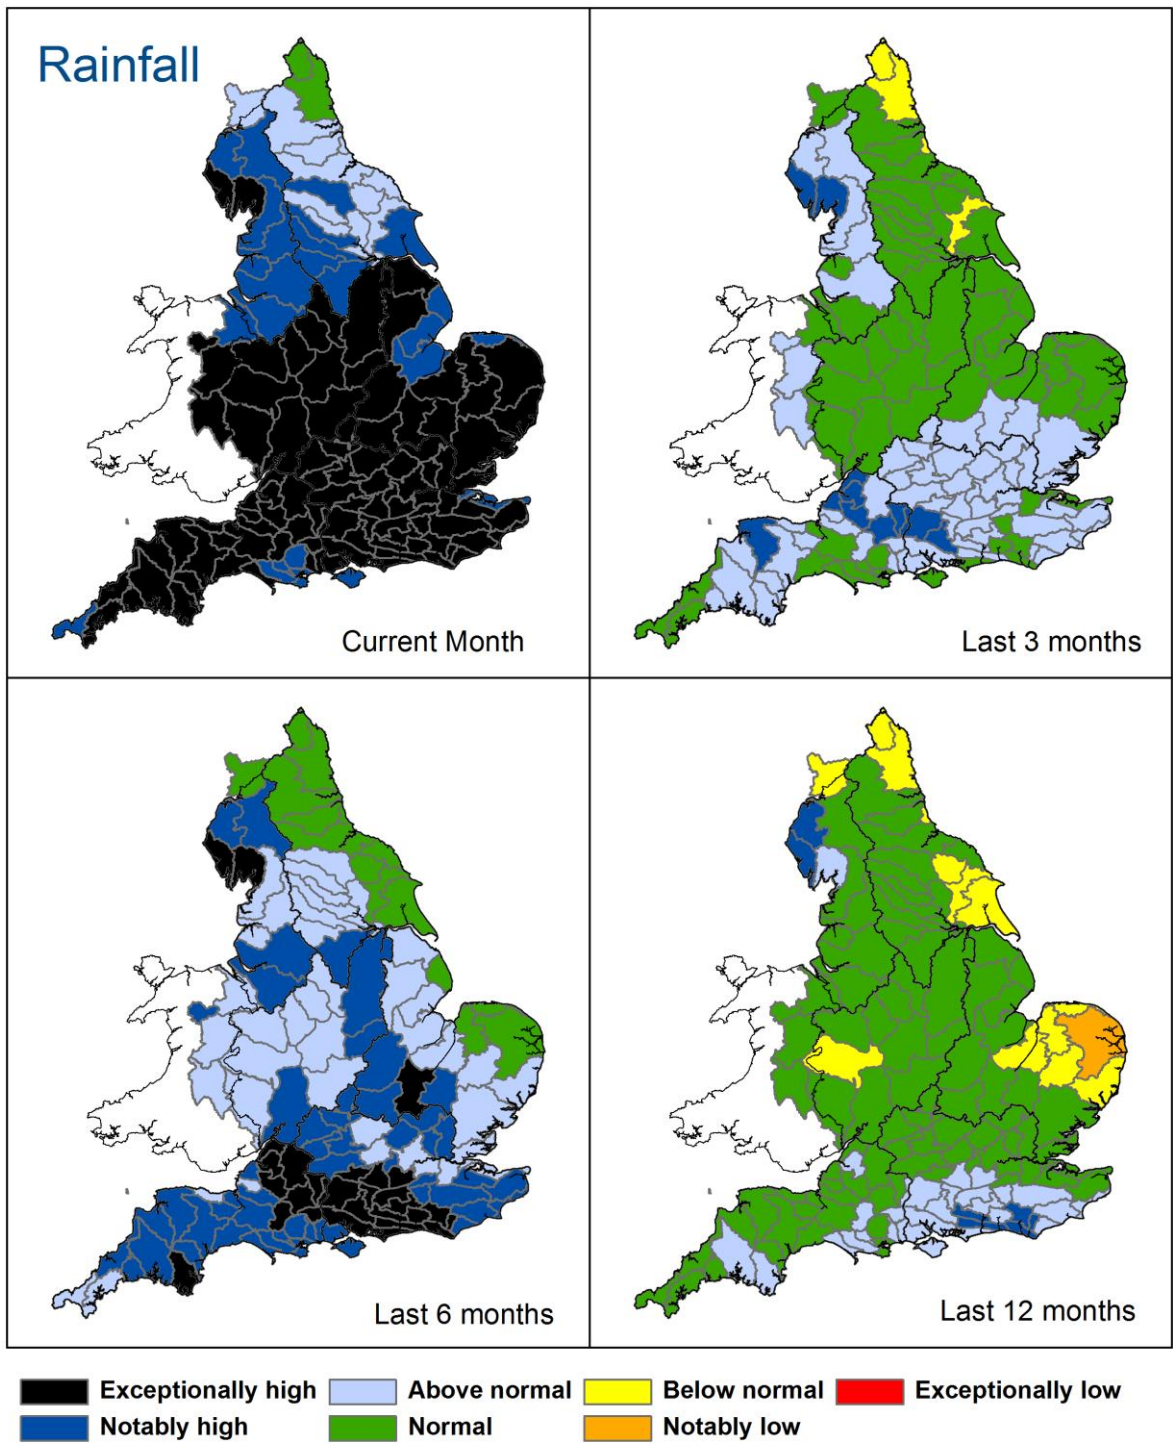 Rainfall
Current Month
Last 3 months
Last 6 months
Last 12 months
Exceptionally high
Above normal
Below normal
Exceptionally low
Notably high
Normal
Notably low